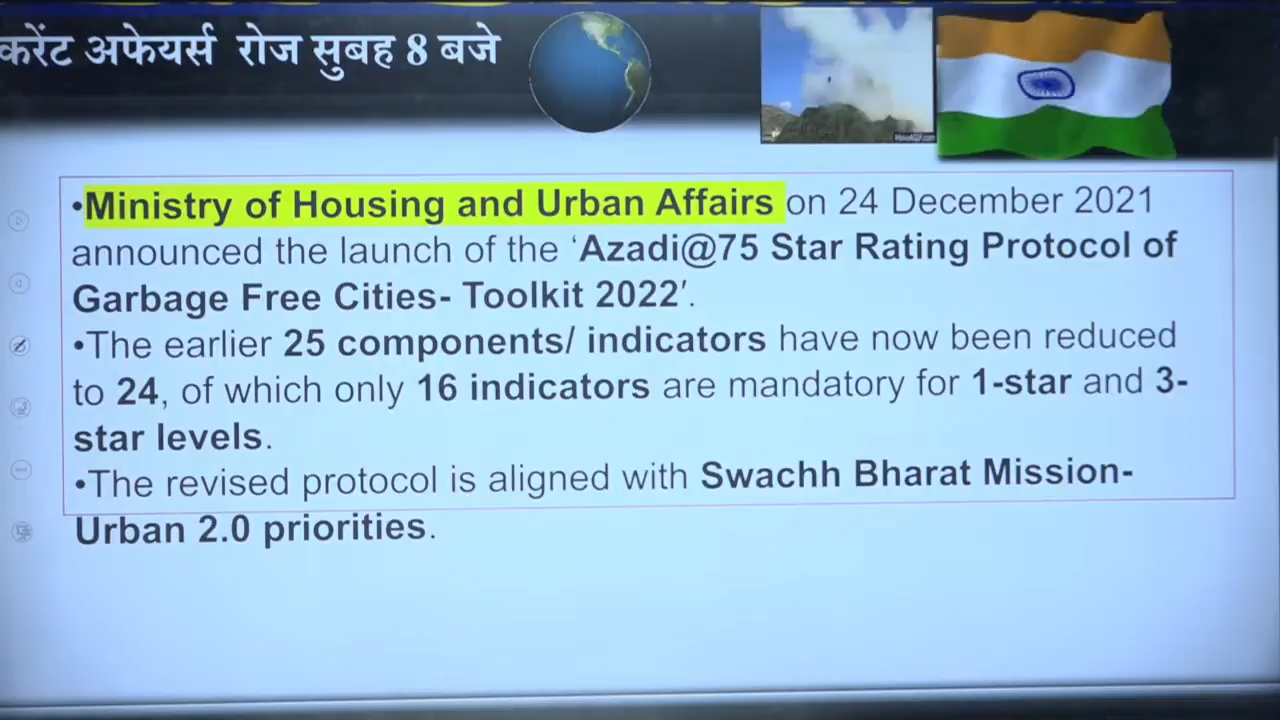 करेंट अफेयर्स रोज सुबह 8 बजे
•Ministry of Housing and Urban Affairs on 24 December 2021
announced the launch of the ‘Azadi@75 Star Rating Protocol of
Garbage Free Cities- Toolkit 2022’.
•The earlier 25 components/ indicators have now been reduced
to 24, of which only 16 indicators are mandatory for 1-star and 3-
star levels.
•The revised protocol is aligned with Swachh Bharat Mission-
Urban 2.0 priorities.